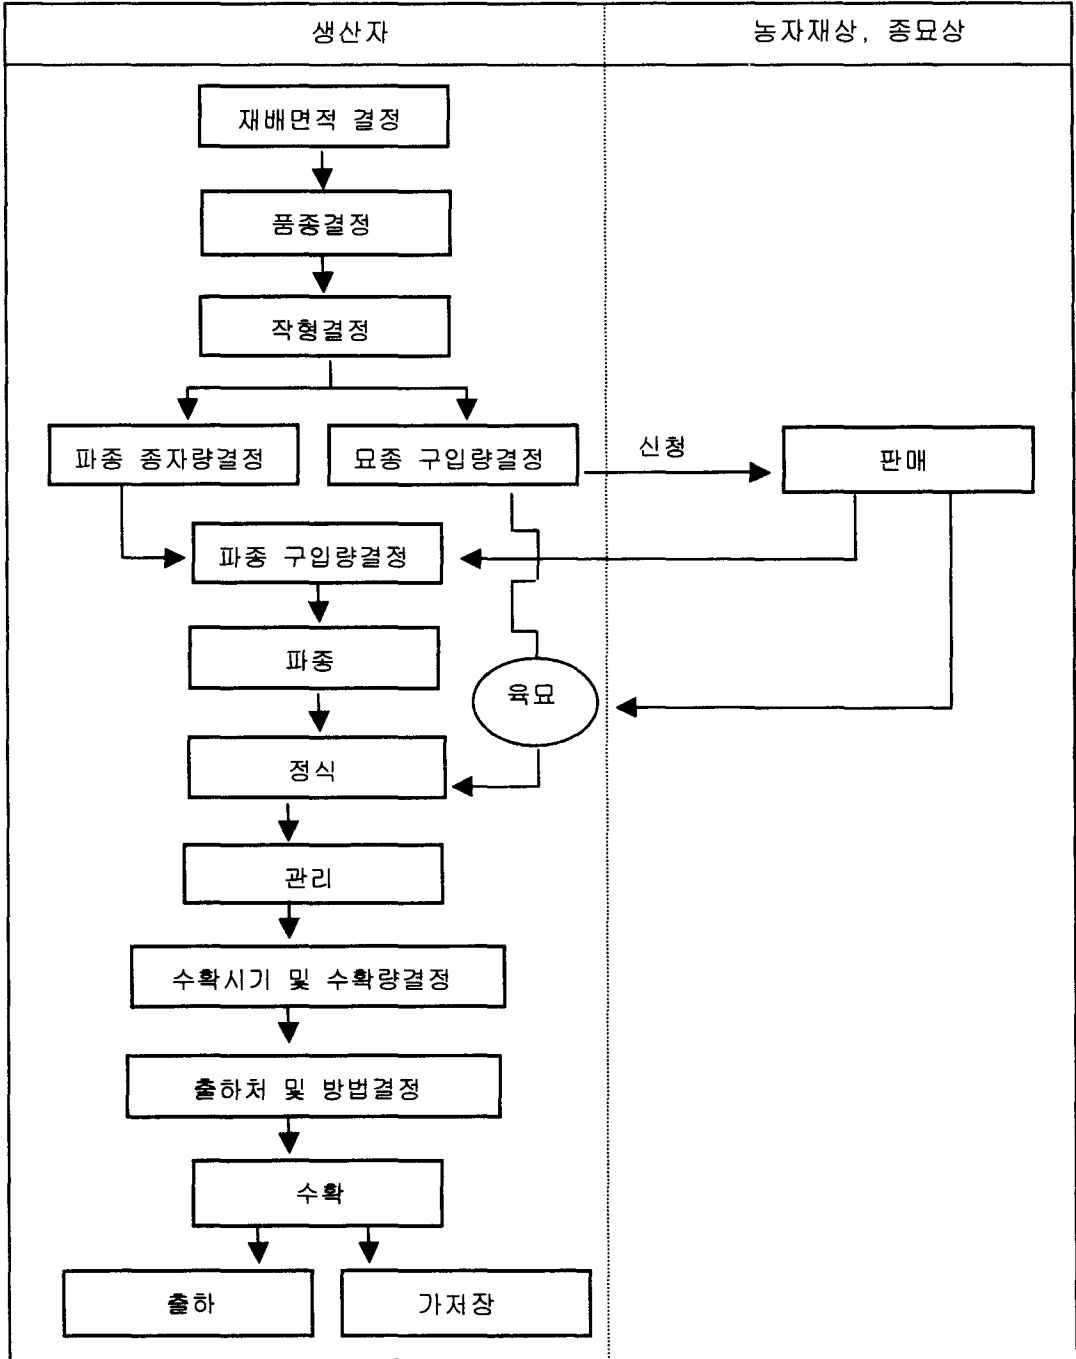 생산자
농자재상, 종묘상
재배면적 결정
품종결정
작형결정
파종 종자량결정
묘종 구입량결정
신청
판매
파종 구입량결정
파종
육묘
정식
관리
수확시기 및 수확량결정
출하처 및 방법결정
수확
출하
가저장